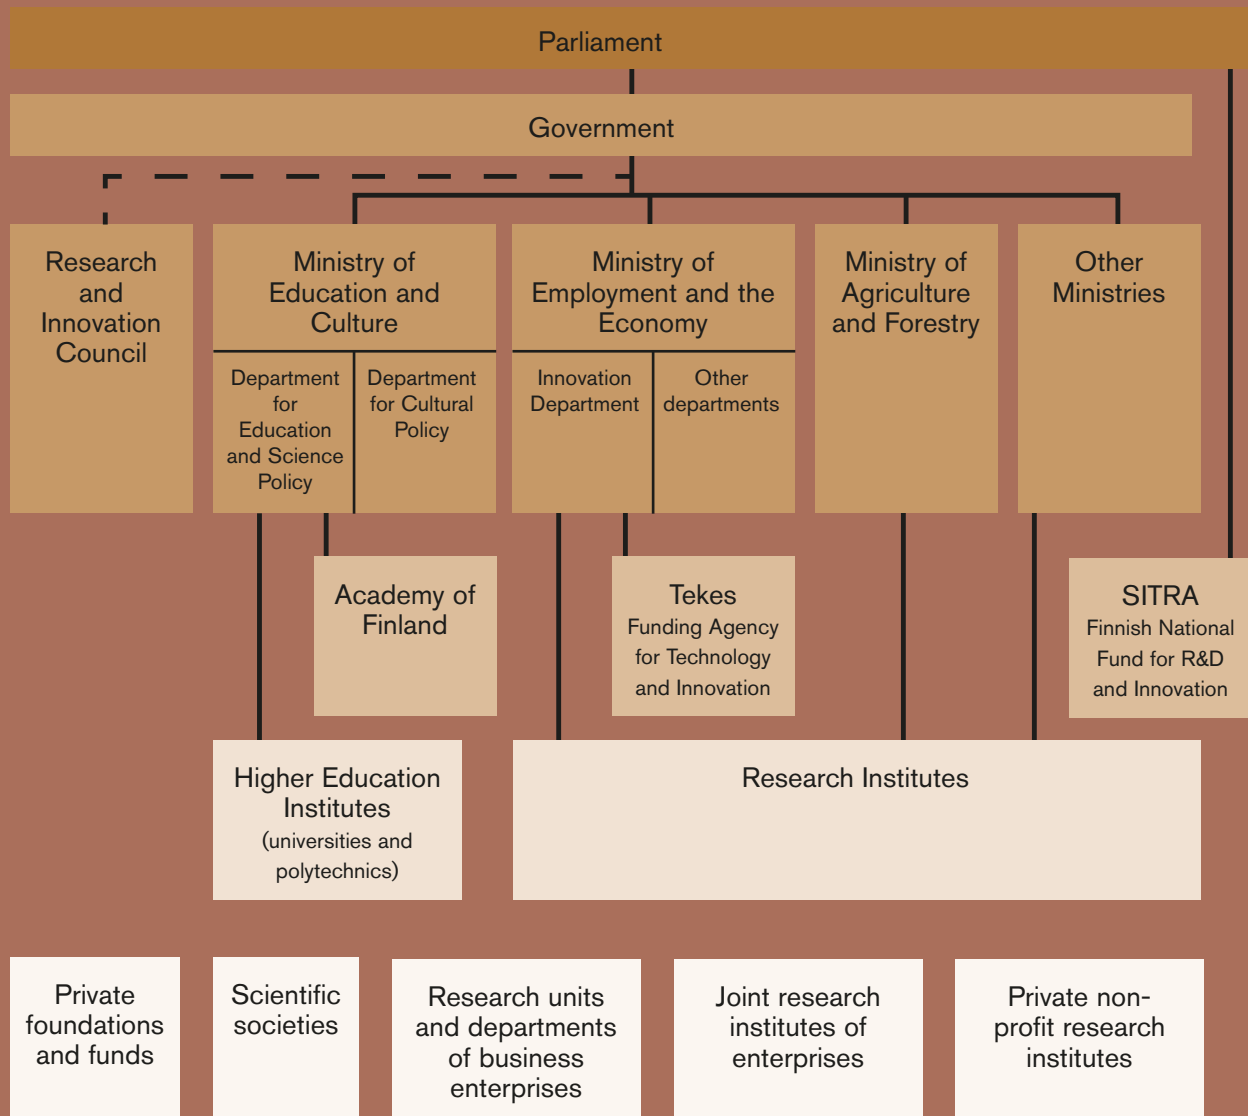 Parliament
Government
Research
and
Innovation
Council
Ministry of
Education and
Culture
Department
for
Education
and Science
Policy
Department
for Cultural
Policy
Ministry of
Employment and the
Economy
Innovation
Department
Other
departments
Ministry of
Agriculture
and Forestry
Other
Ministries
Academy of
Finland
Tekes
Funding Agency
for Technology
and Innovation
SITRA
Finnish National
Fund for R&D
and Innovation
Higher Education
Institutes
(universities and
polytechnics)
Research Institutes
Private
foundations
and funds
Scientific
societies
Research units
and departments
of business
enterprises
Joint research
institutes of
enterprises
Private non-
profit research
institutes